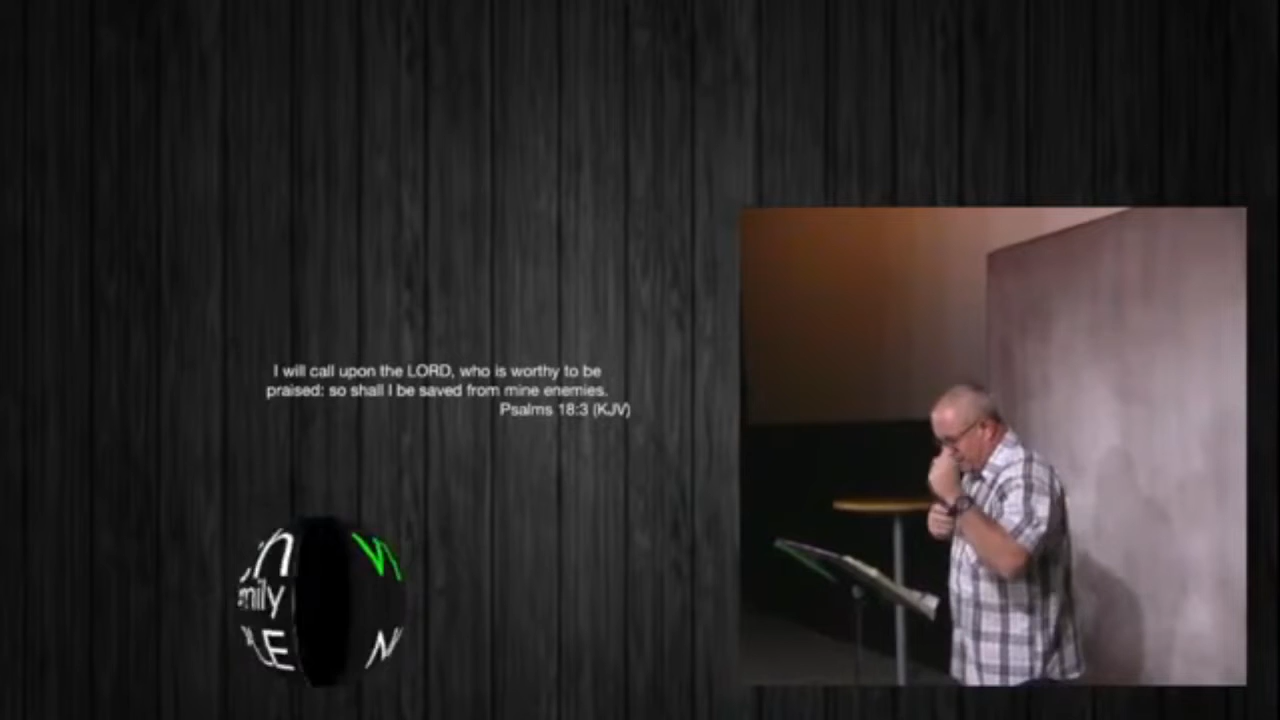 I will call upon the LORD, who is worthy to be
praised: so shall I be saved from mine enemies.
Psalms 18:3 (KJV)